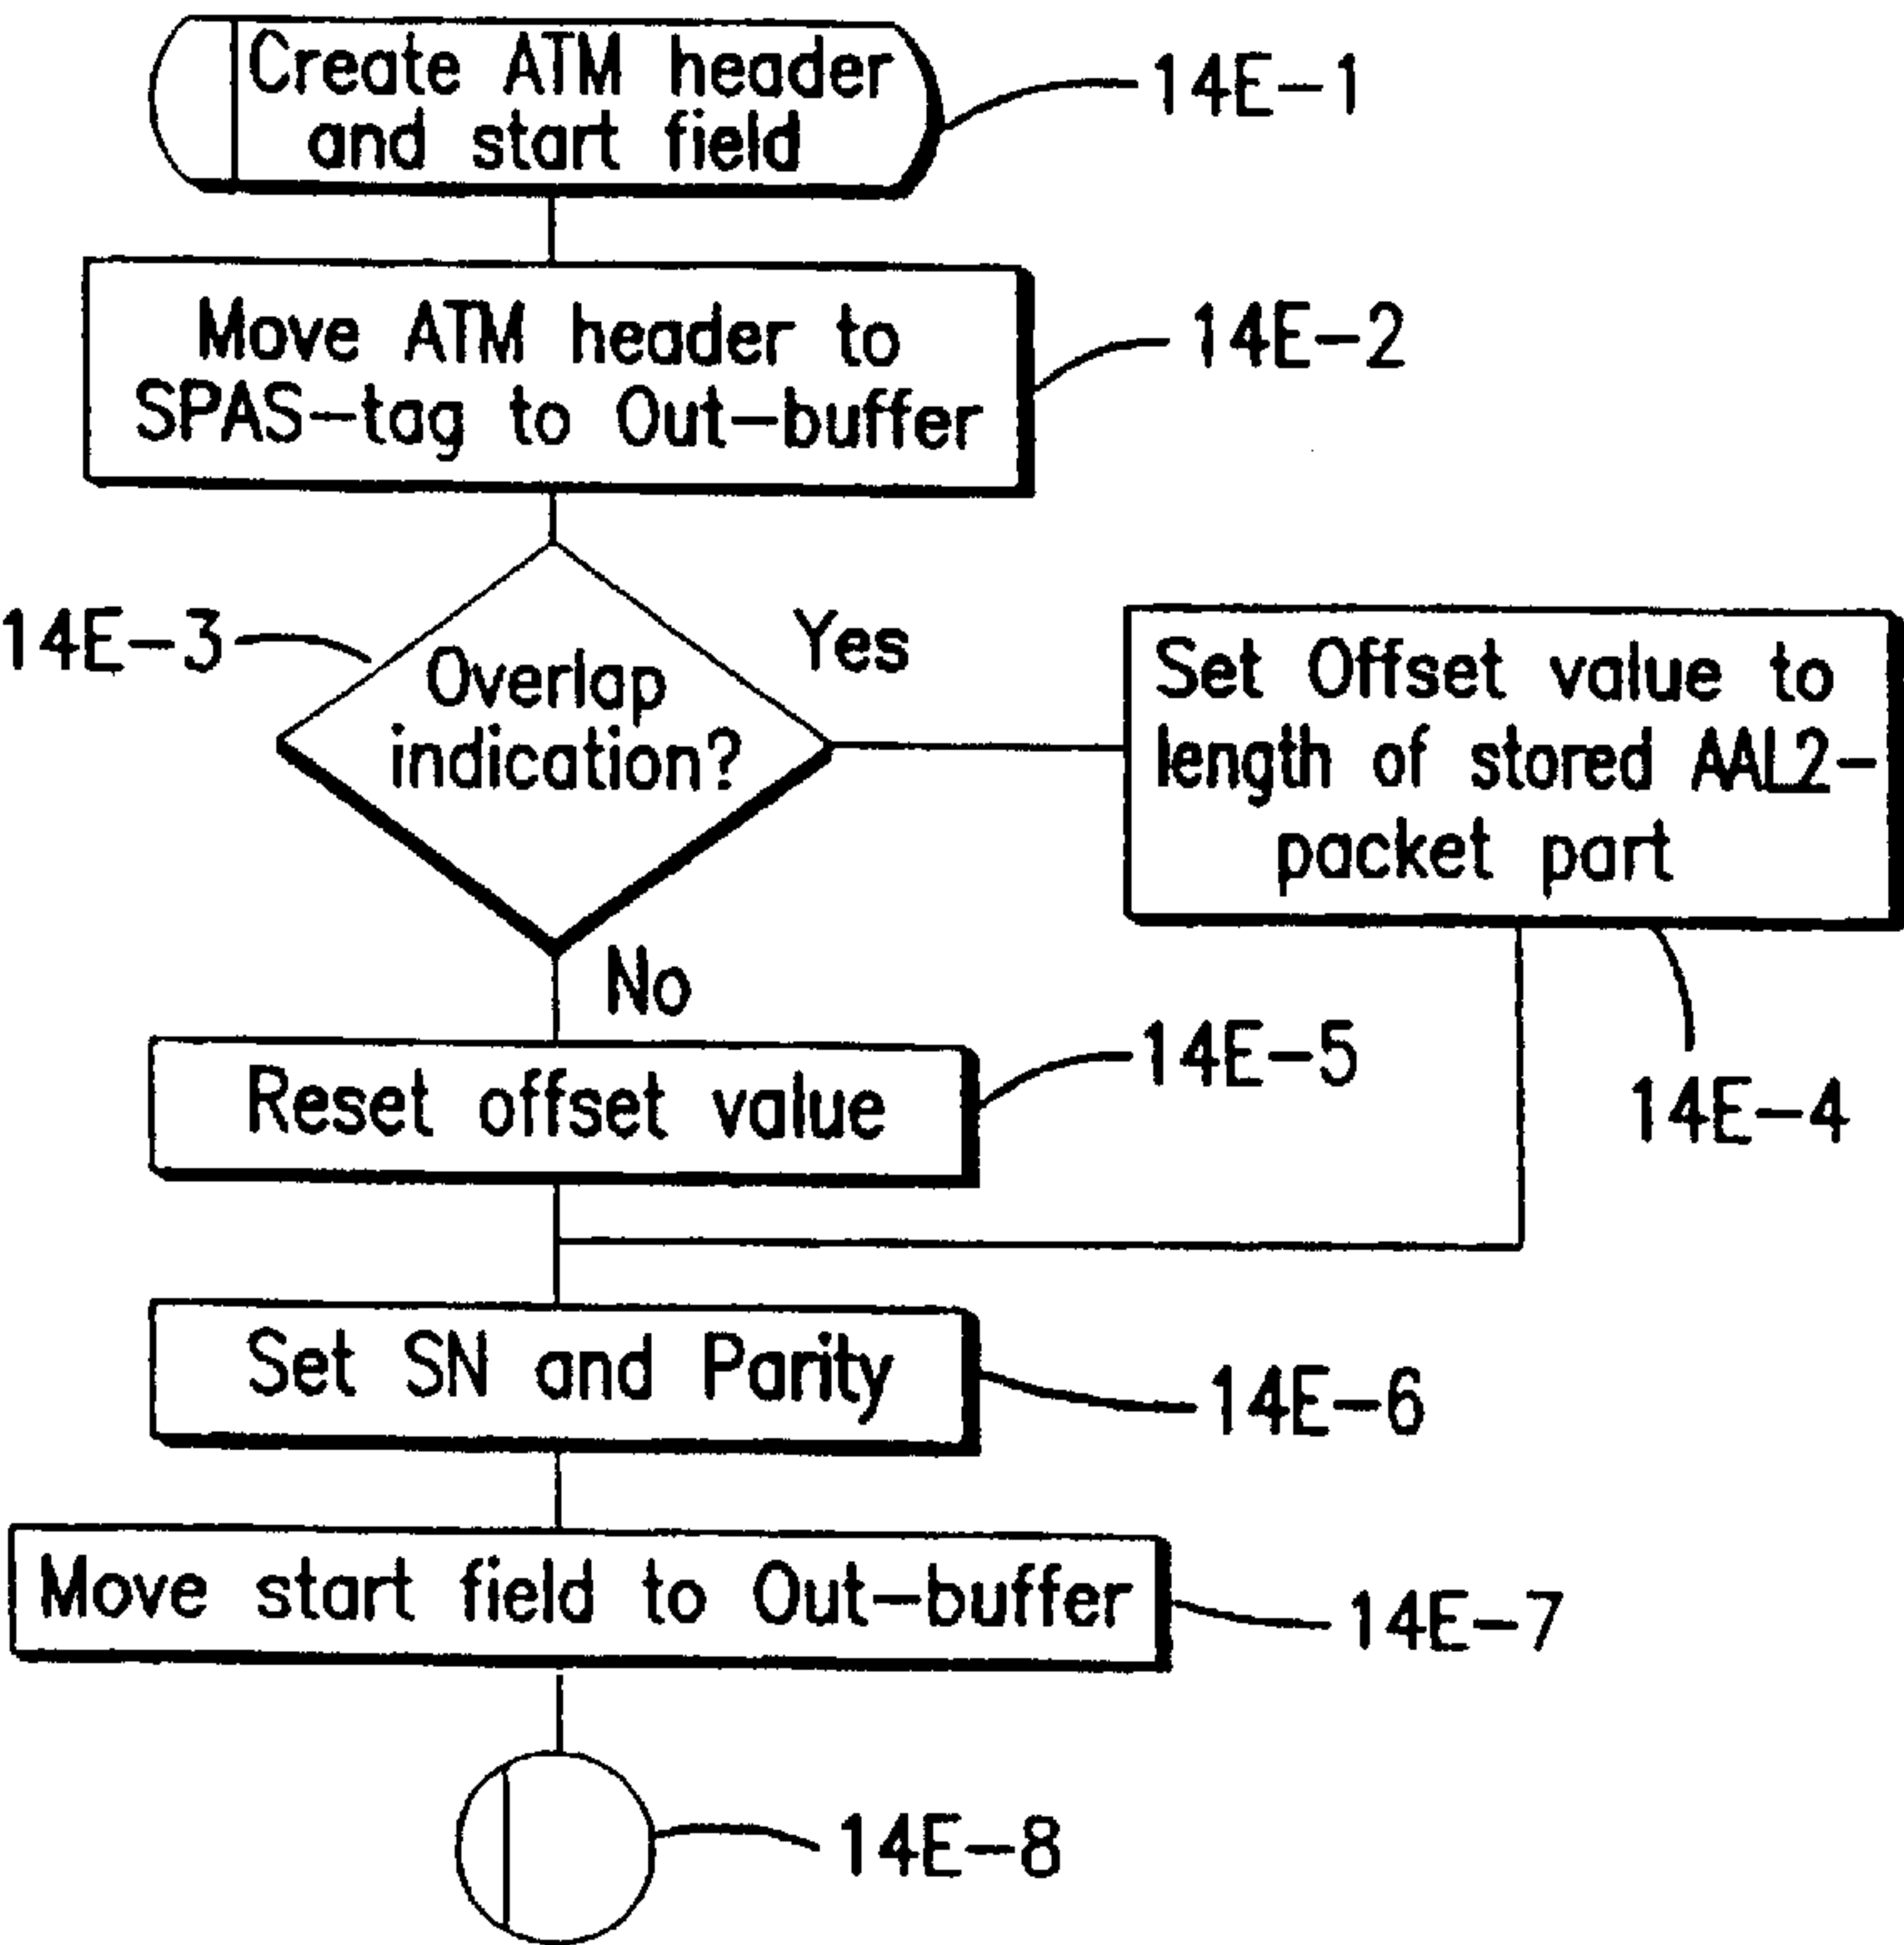 Create ATM header
and start field
14E-1
Move ATM header to
SPAS-tag to Out-buffer
14E-2
14E-3
Overlap
indication?
Yes
Set Offset value to
length of stored AAL2-
packet part
14E-4
No
Reset offset value
14E-5
Set SN and Parity
14E-6
Move start field to Out-buffer
14E-7
14E-8